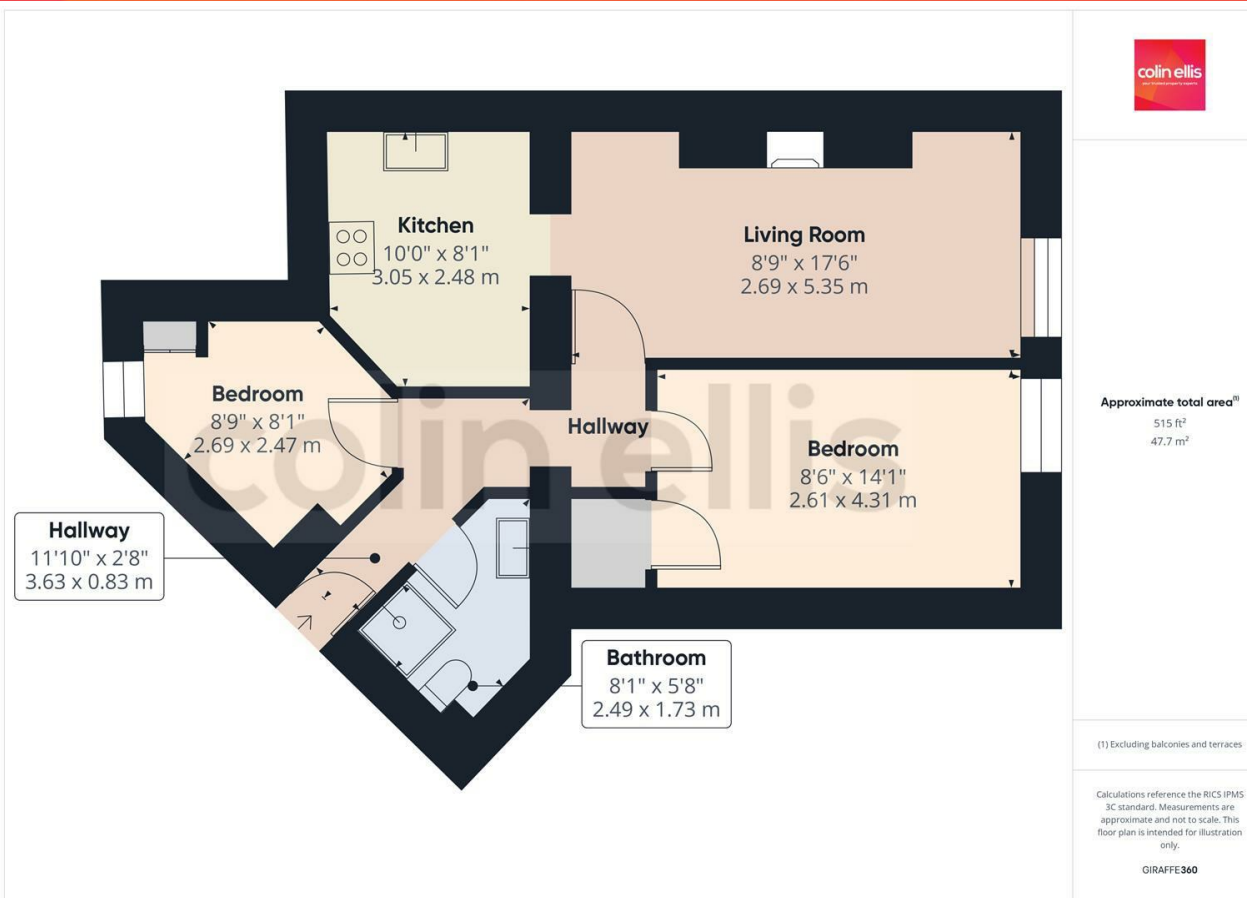 colin ellis
your trusted property experts
Kitchen
10'0" x 8'1"
3.05 x 2.48 m
Living Room
8'9" x 17'6"
2.69 x 5.35 m
Bedroom
8'9" x 8'1"
2.69 x 2.47 m
Hallway
Bedroom
8'6" x 14'1"
2.61 x 4.31 m
colin ellis
Hallway
11'10" x 2'8"
3.63 x 0.83 m
Bathroom
8'1" x 5'8"
2.49 x 1.73 m
Approximate total area(1)
515 ft²
47.7 m²
(1) Excluding balconies and terraces
Calculations reference the RICS IPMS
3C standard. Measurements are
approximate and not to scale. This
floor plan is intended for illustration
only.
GIRAFFE360